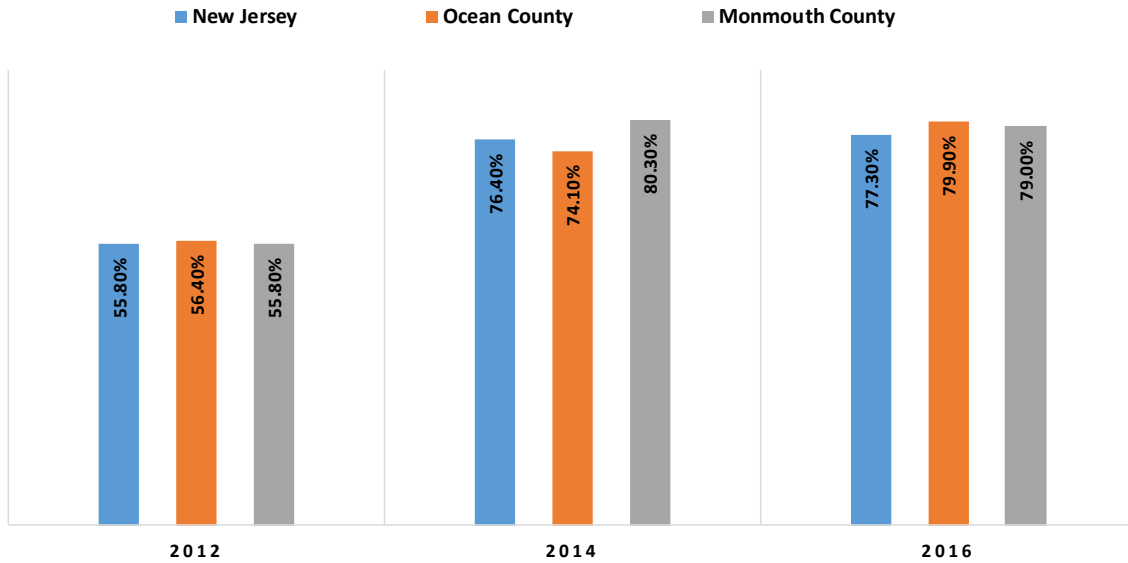 New Jersey Ocean County Monmouth County
55.80% 56.40% 55.80%
76.40% 74.10% 80.30%
77.30% 79.90% 79.00%
2012 2014 2016